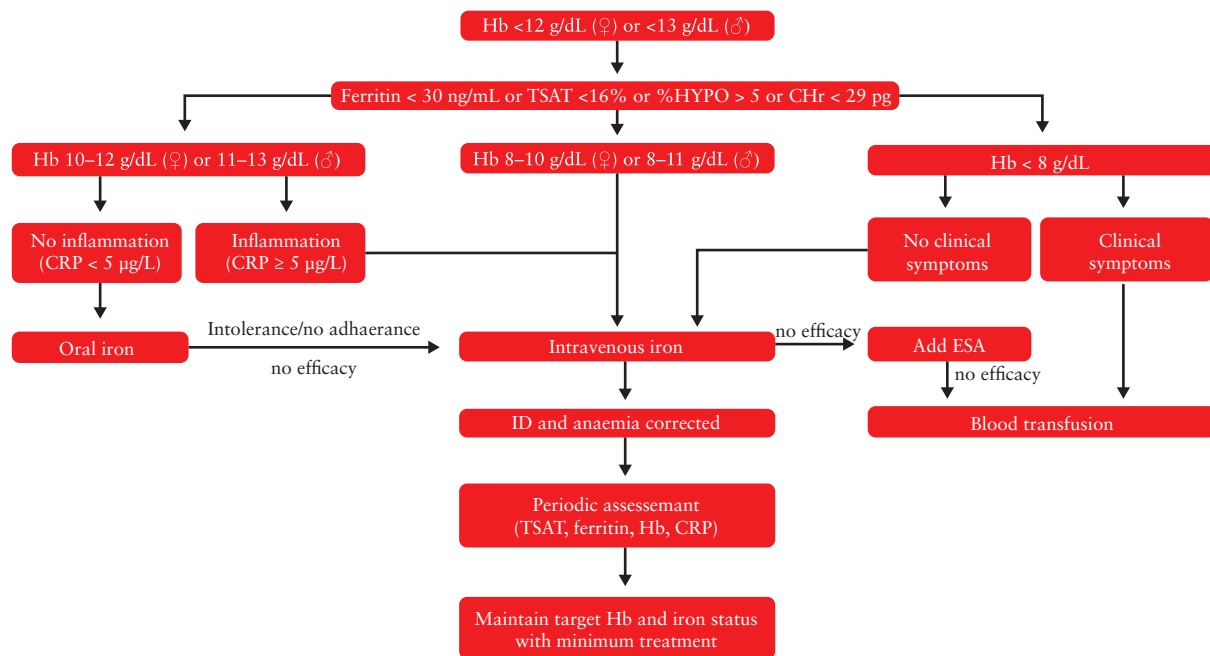 Hb <12 g/dL (♀) or <13 g/dL (♂)
Ferritin < 30 ng/mL or TSAT <16% or %HYPO > 5 or CHr < 29 pg
Hb 10–12 g/dL (♀) or 11–13 g/dL (♂)
Hb 8–10 g/dL (♀) or 8–11 g/dL (♂)
Hb < 8 g/dL
No inflammation
(CRP < 5 µg/L)
Inflammation
(CRP ≥ 5 µg/L)
No clinical
symptoms
Clinical
symptoms
Oral iron
Intolerance/no adhaerance
no efficacy
Intravenous iron
no efficacy
Add ESA
no efficacy
Blood transfusion
ID and anaemia corrected
Periodic assessemant
(TSAT, ferritin, Hb, CRP)
Maintain target Hb and iron status
with minimum treatment